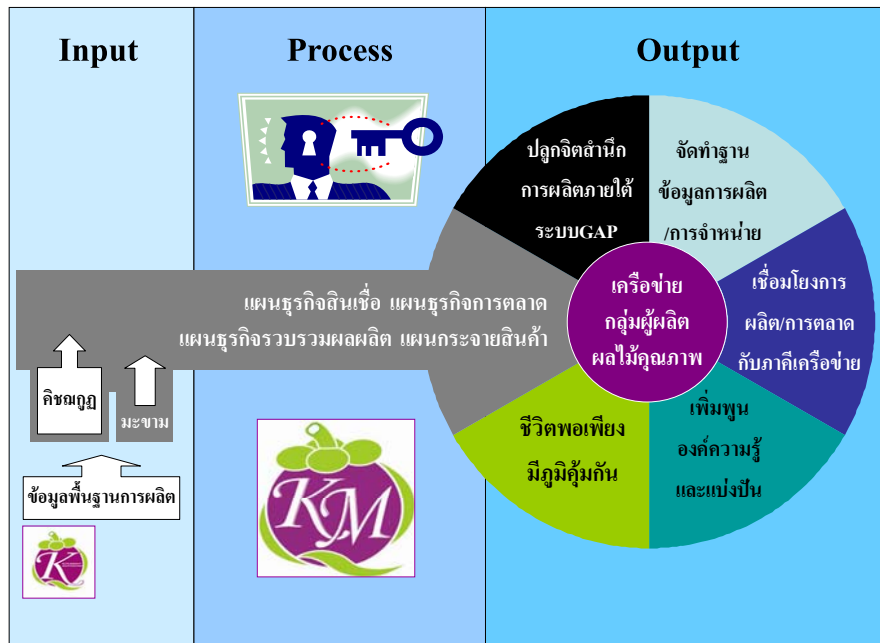 Input
Process
Output
ปลูกจิตสำนึก
การผลิตภายใต้
ระบบGAP
จัดทำฐาน
ข้อมูลการผลิต
/การจำหน่าย
เชื่อมโยงการ
ผลิต/การตลาด
กับภาคีเครือข่าย
เครือข่าย
กลุ่มผู้ผลิต
ผลไม้คุณภาพ
แผนธุรกิจสินเชื่อ แผนธุรกิจการตลาด
แผนธุรกิจรวบรวมผลผลิต แผนกระจายสินค้า
คิชฌกูฏ
มะขาม
ข้อมูลพื้นฐานการผลิต
ชีวิตพอเพียง
มีภูมิคุ้มกัน
เพิ่มพูน
องค์ความรู้
และแบ่งปัน
KM
K